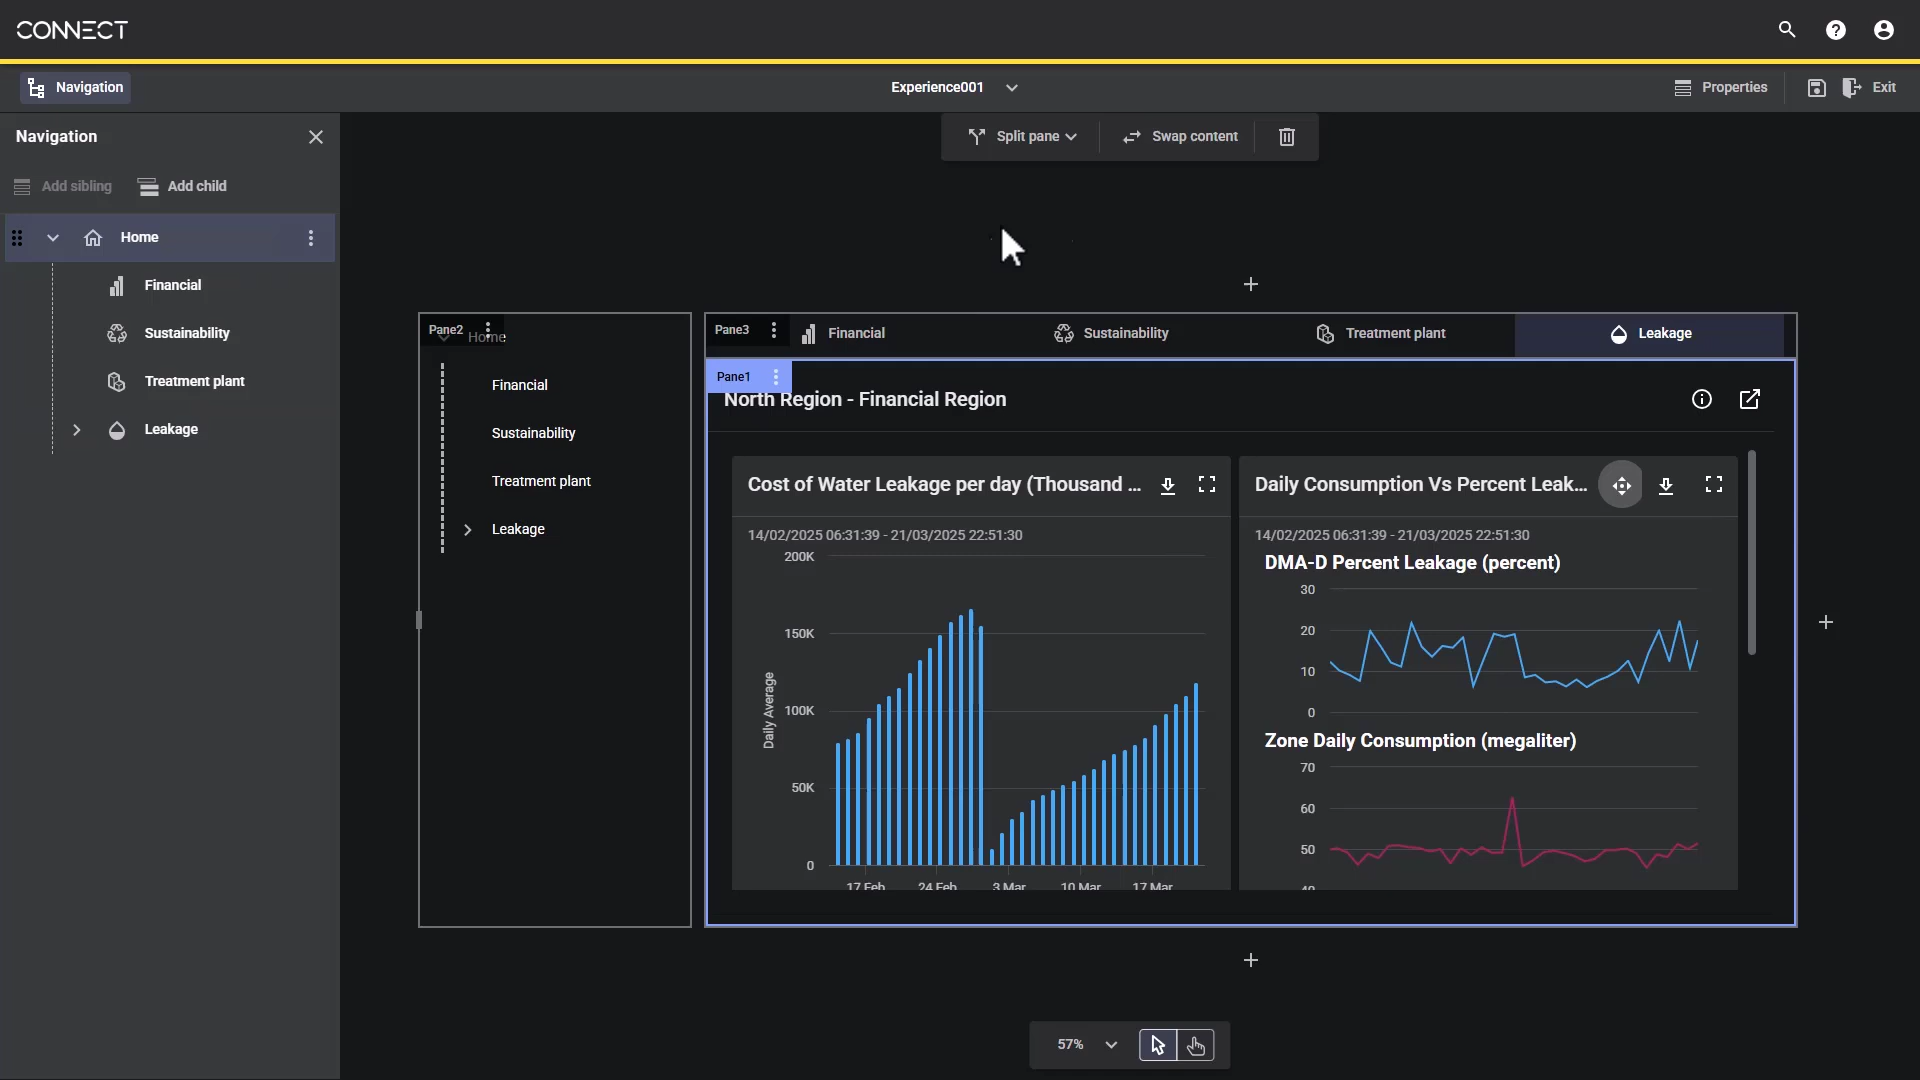 CONNECT
Navigation
Experience001
Properties
Exit
Navigation
Split pane
Swap content
Add sibling
Add child
Home
Financial
Sustainability
Treatment plant
Leakage
Pane2
Home
Financial
Sustainability
Treatment plant
Leakage
Pane3
Financial
Sustainability
Treatment plant
Leakage
Pane1
North Region - Financial Region
Cost of Water Leakage per day (Thousand ...
14/02/2025 06:31:39 - 21/03/2025 22:51:30
200K
150K
100K
50K
0
Daily Average
17 Feb
24 Feb
3 Mar
10 Mar
17 Mar
Daily Consumption Vs Percent Leak...
14/02/2025 06:31:39 - 21/03/2025 22:51:30
DMA-D Percent Leakage (percent)
30
20
10
0
Zone Daily Consumption (megaliter)
70
60
50
40
57%